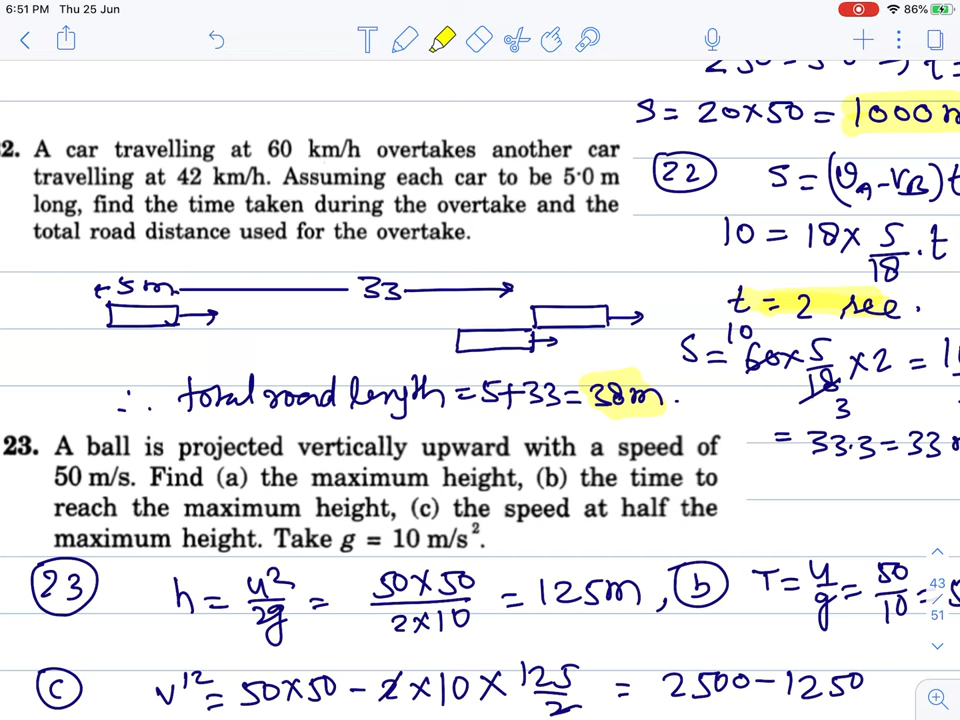 6:51 PM Thu 25 Jun
86%
S = 20×50 = 1000
2. A car travelling at 60 km/h overtakes another car
travelling at 42 km/h. Assuming each car to be 5·0 m
long, find the time taken during the overtake and the
total road distance used for the overtake.
22 S = (VA - VB) t
10 = 18 × 5/18 . t
t = 2 sec.
5 m 33
10
S = 60 × 5/18 × 2 =
3
= 33.3 = 33
∴ total road length = 5+33 = 38m.
23. A ball is projected vertically upward with a speed of
50 m/s. Find (a) the maximum height, (b) the time to
reach the maximum height, (c) the speed at half the
maximum height. Take g = 10 m/s².
23 h = u²/2g = 50×50/2×10 = 125m, b T = u/g = 50/10 = 5
43
51
c v'² = 50×50 - 2×10×125/2 = 2500-1250